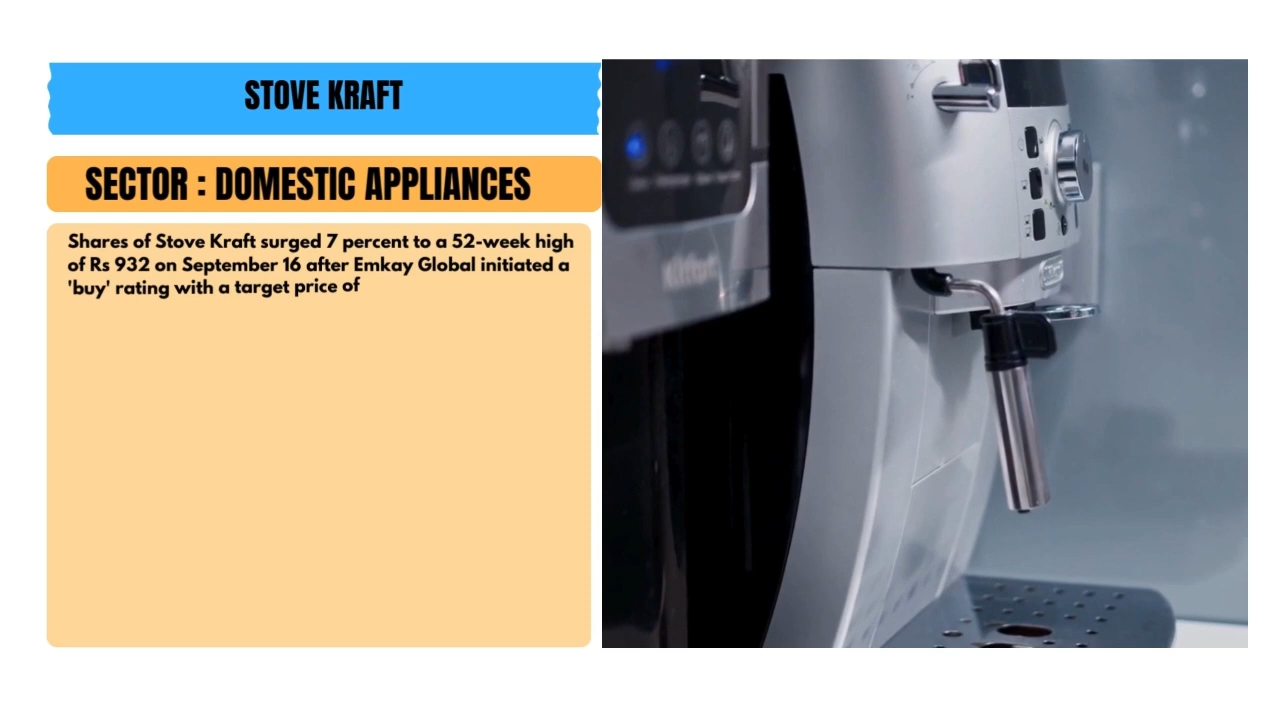 STOVE KRAFT
SECTOR : DOMESTIC APPLIANCES
Shares of Stove Kraft surged 7 percent to a 52-week high
of Rs 932 on September 16 after Emkay Global initiated a
'buy' rating with a target price of